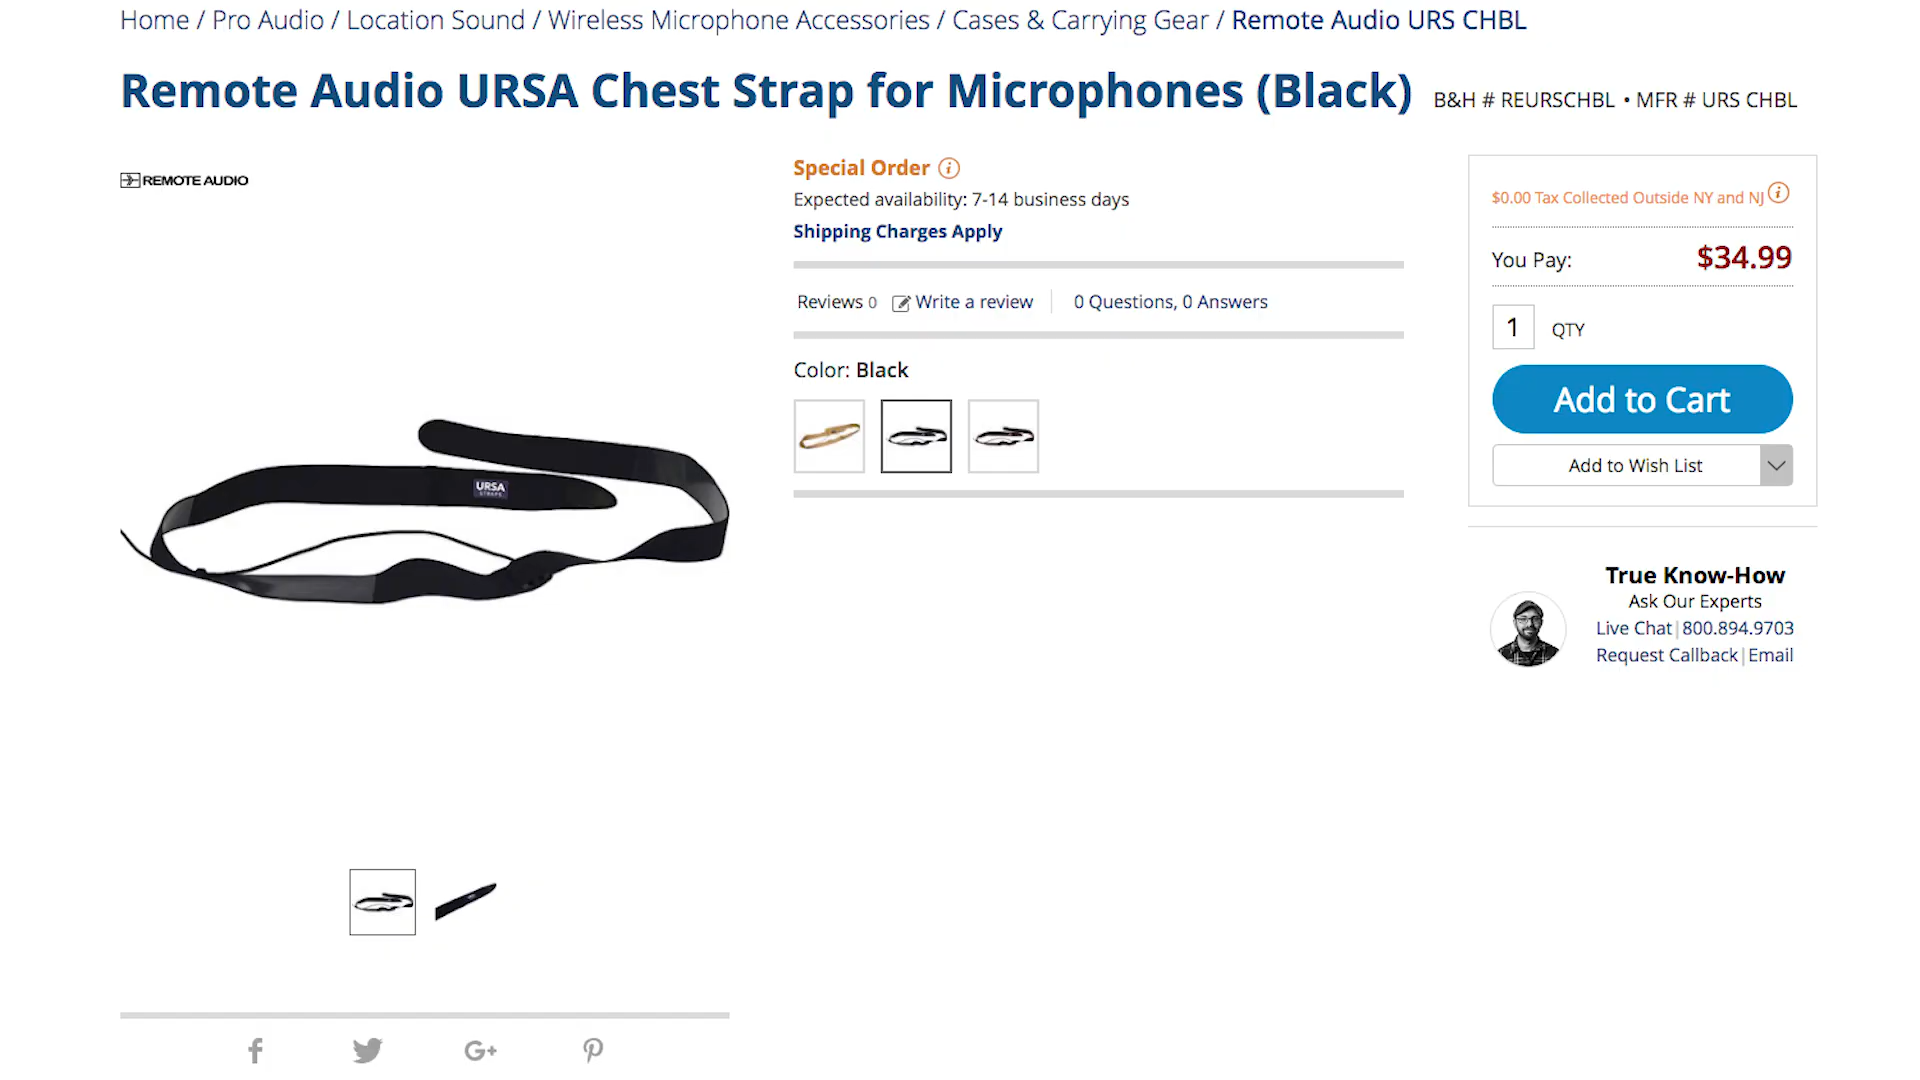 Home / Pro Audio / Location Sound / Wireless Microphone Accessories / Cases & Carrying Gear / Remote Audio URS CHBL
Remote Audio URSA Chest Strap for Microphones (Black) B&H # REURSCHBL • MFR # URS CHBL
REMOTE AUDIO
URSA
STRAPS
Special Order
Expected availability: 7-14 business days
Shipping Charges Apply
Reviews 0 Write a review 0 Questions, 0 Answers
Color: Black
$0.00 Tax Collected Outside NY and NJ
You Pay: $34.99
1 QTY
Add to Cart
Add to Wish List
True Know-How
Ask Our Experts
Live Chat|800.894.9703
Request Callback|Email